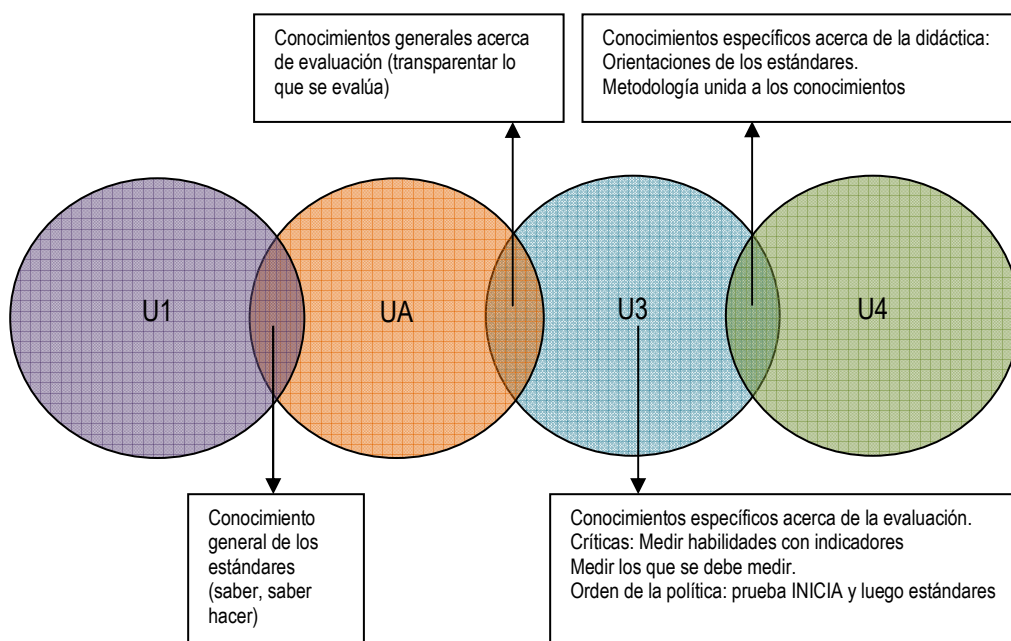 Conocimientos generales acerca
de evaluación (transparentar lo
que se evalúa)
Conocimientos específicos acerca de la didáctica:
Orientaciones de los estándares.
Metodología unida a los conocimientos
U1
UA
U3
U4
Conocimiento
general de los
estándares
(saber, saber
hacer)
Conocimientos específicos acerca de la evaluación.
Críticas: Medir habilidades con indicadores
Medir los que se debe medir.
Orden de la política: prueba INICIA y luego estándares